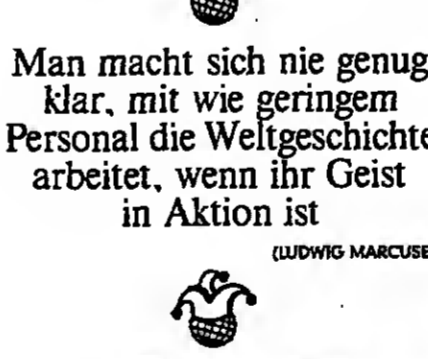 Man macht sich nie genug
klar, mit wie geringem
Personal die Weltgeschichte
arbeitet, wenn ihr Geist
in Aktion ist
(LUDWIG MARCUSE